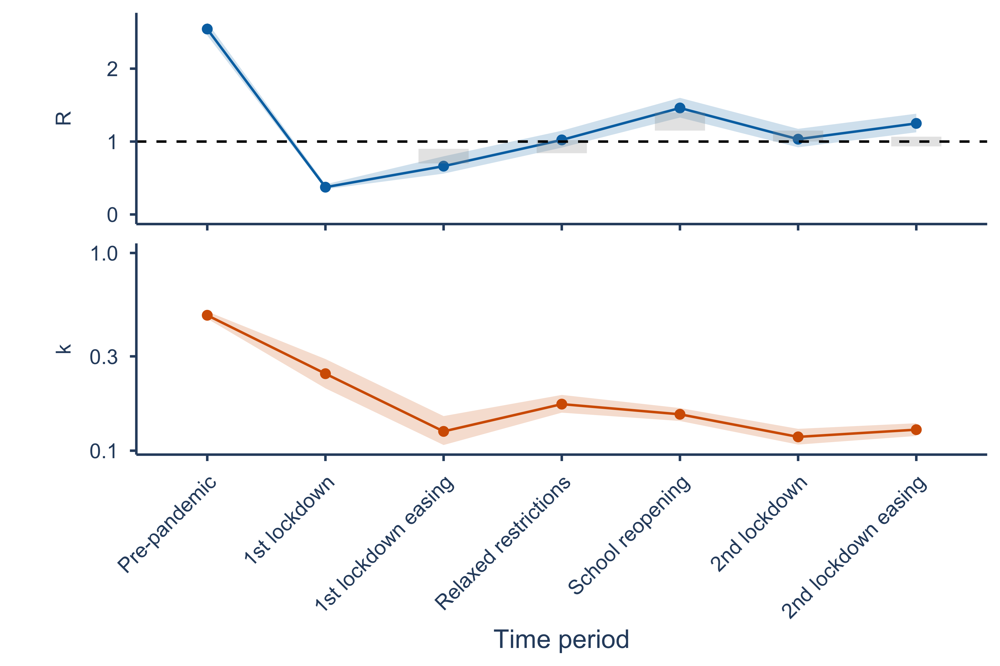 R
2
1
0
k
1.0
0.3
0.1
Pre-pandemic
1st lockdown
1st lockdown easing
Relaxed restrictions
School reopening
2nd lockdown
2nd lockdown easing
Time period